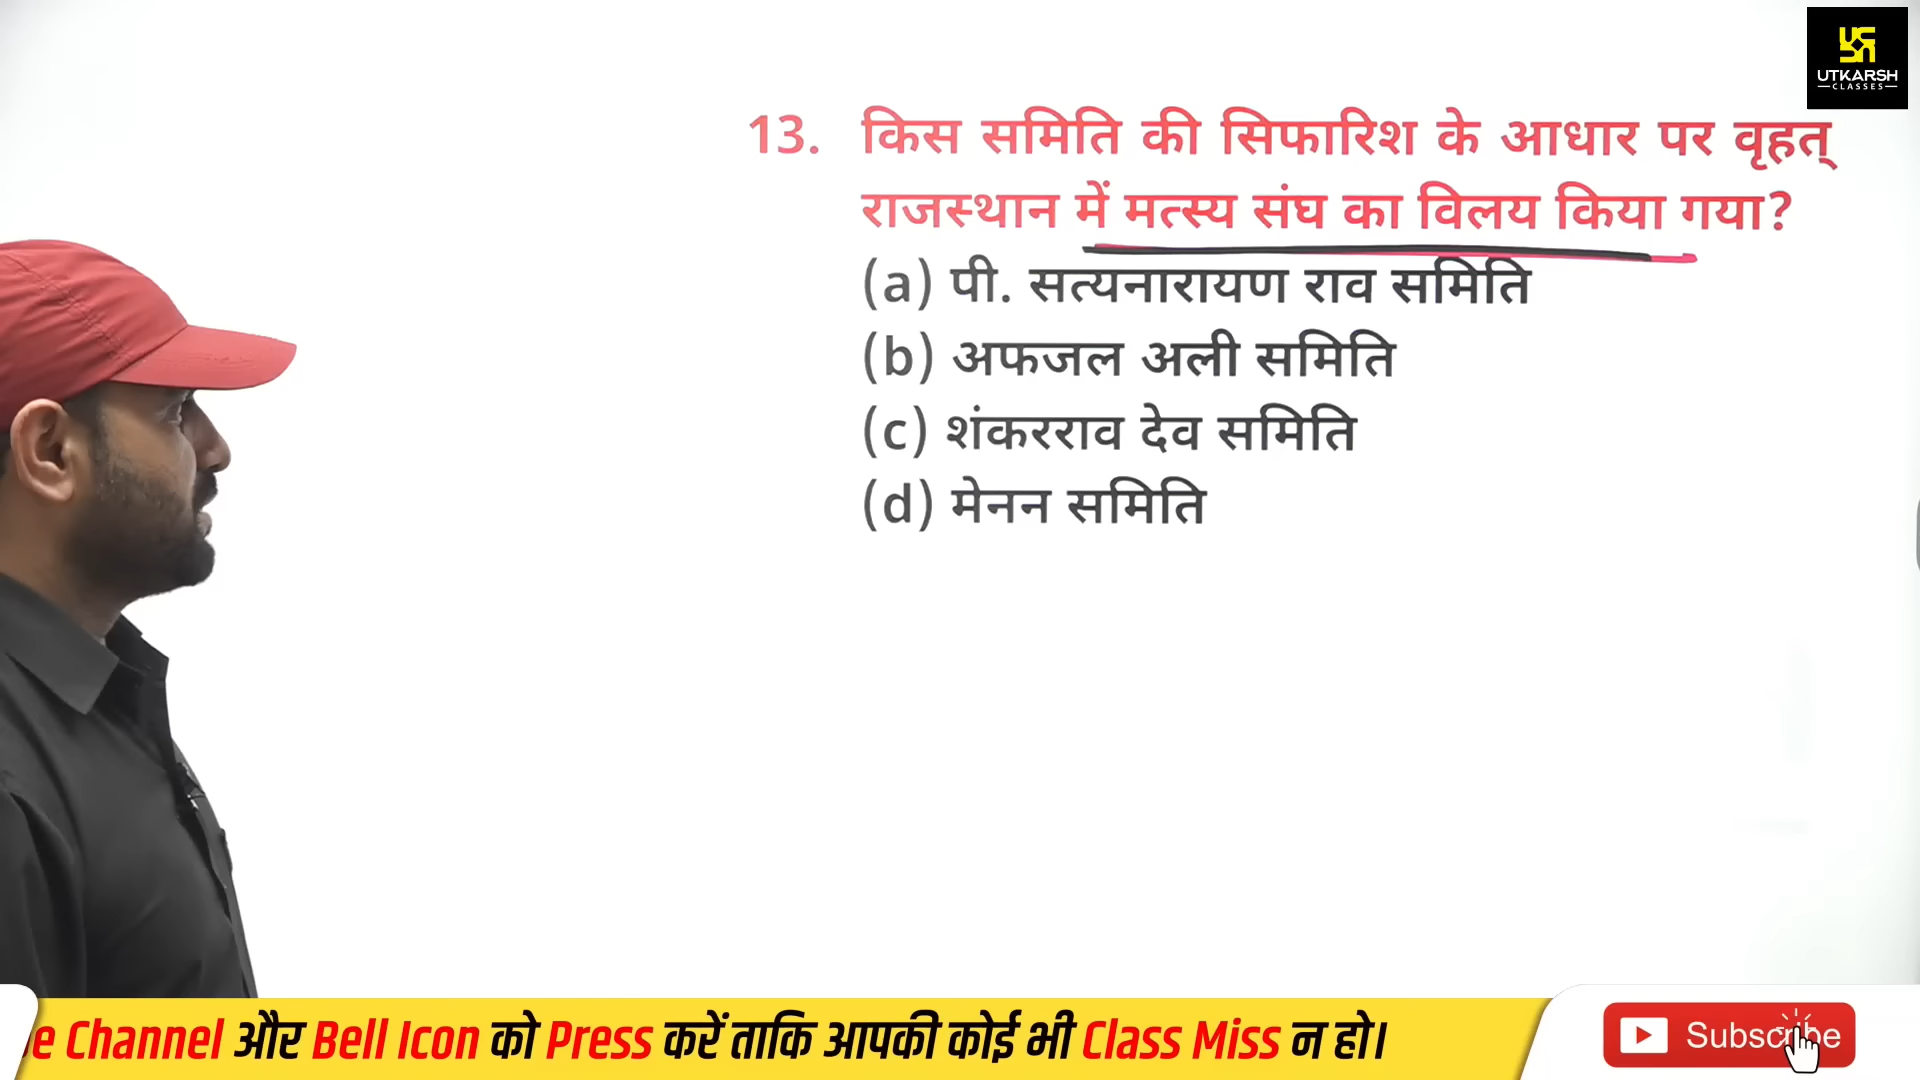 UTKARSH
CLASSES
13. किस समिति की सिफारिश के आधार पर वृहत्
राजस्थान में मत्स्य संघ का विलय किया गया?
(a) पी. सत्यनारायण राव समिति
(b) अफजल अली समिति
(c) शंकरराव देव समिति
(d) मेनन समिति
e Channel और Bell Icon को Press करें ताकि आपकी कोई भी Class Miss न हो।
Subscribe